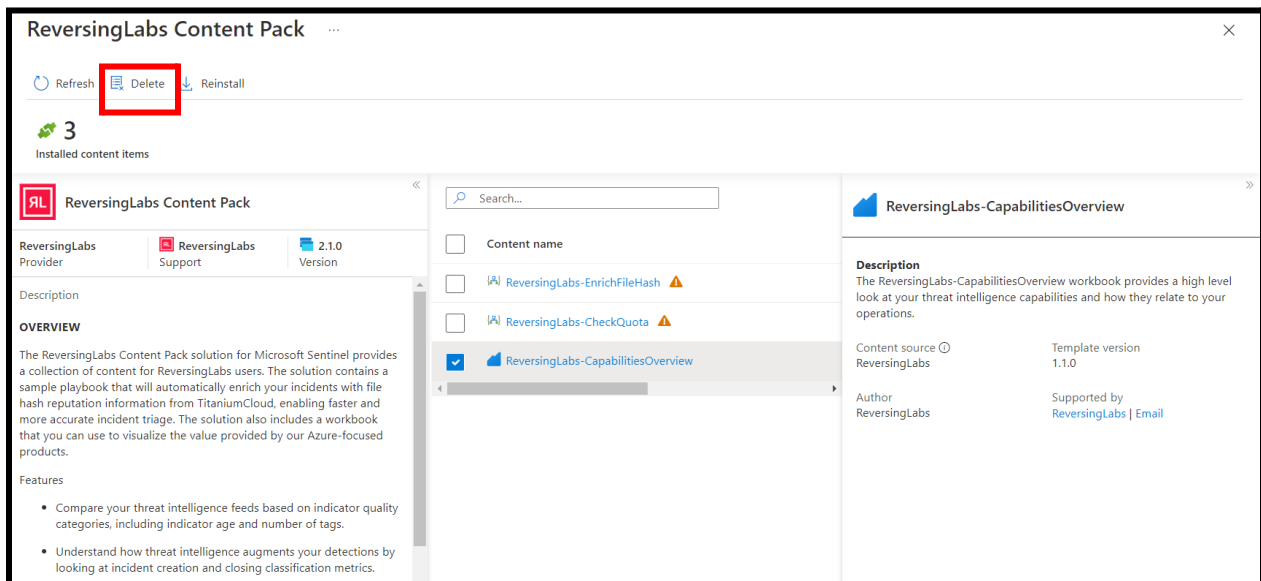 ReversingLabs Content Pack ...
Refresh Delete Reinstall
3
Installed content items
ЯL ReversingLabs Content Pack
ReversingLabs
Provider
ЯL ReversingLabs
Support
2.1.0
Version
Description
OVERVIEW
The ReversingLabs Content Pack solution for Microsoft Sentinel provides
a collection of content for ReversingLabs users. The solution contains a
sample playbook that will automatically enrich your incidents with file
hash reputation information from TitaniumCloud, enabling faster and
more accurate incident triage. The solution also includes a workbook
that you can use to visualize the value provided by our Azure-focused
products.
Features
• Compare your threat intelligence feeds based on indicator quality
categories, including indicator age and number of tags.
• Understand how threat intelligence augments your detections by
looking at incident creation and closing classification metrics.
Search...
Content name
ReversingLabs-EnrichFileHash
ReversingLabs-CheckQuota
ReversingLabs-CapabilitiesOverview
ReversingLabs-CapabilitiesOverview
Description
The ReversingLabs-CapabilitiesOverview workbook provides a high level
look at your threat intelligence capabilities and how they relate to your
operations.
Content source
ReversingLabs
Template version
1.1.0
Author
ReversingLabs
Supported by
ReversingLabs | Email